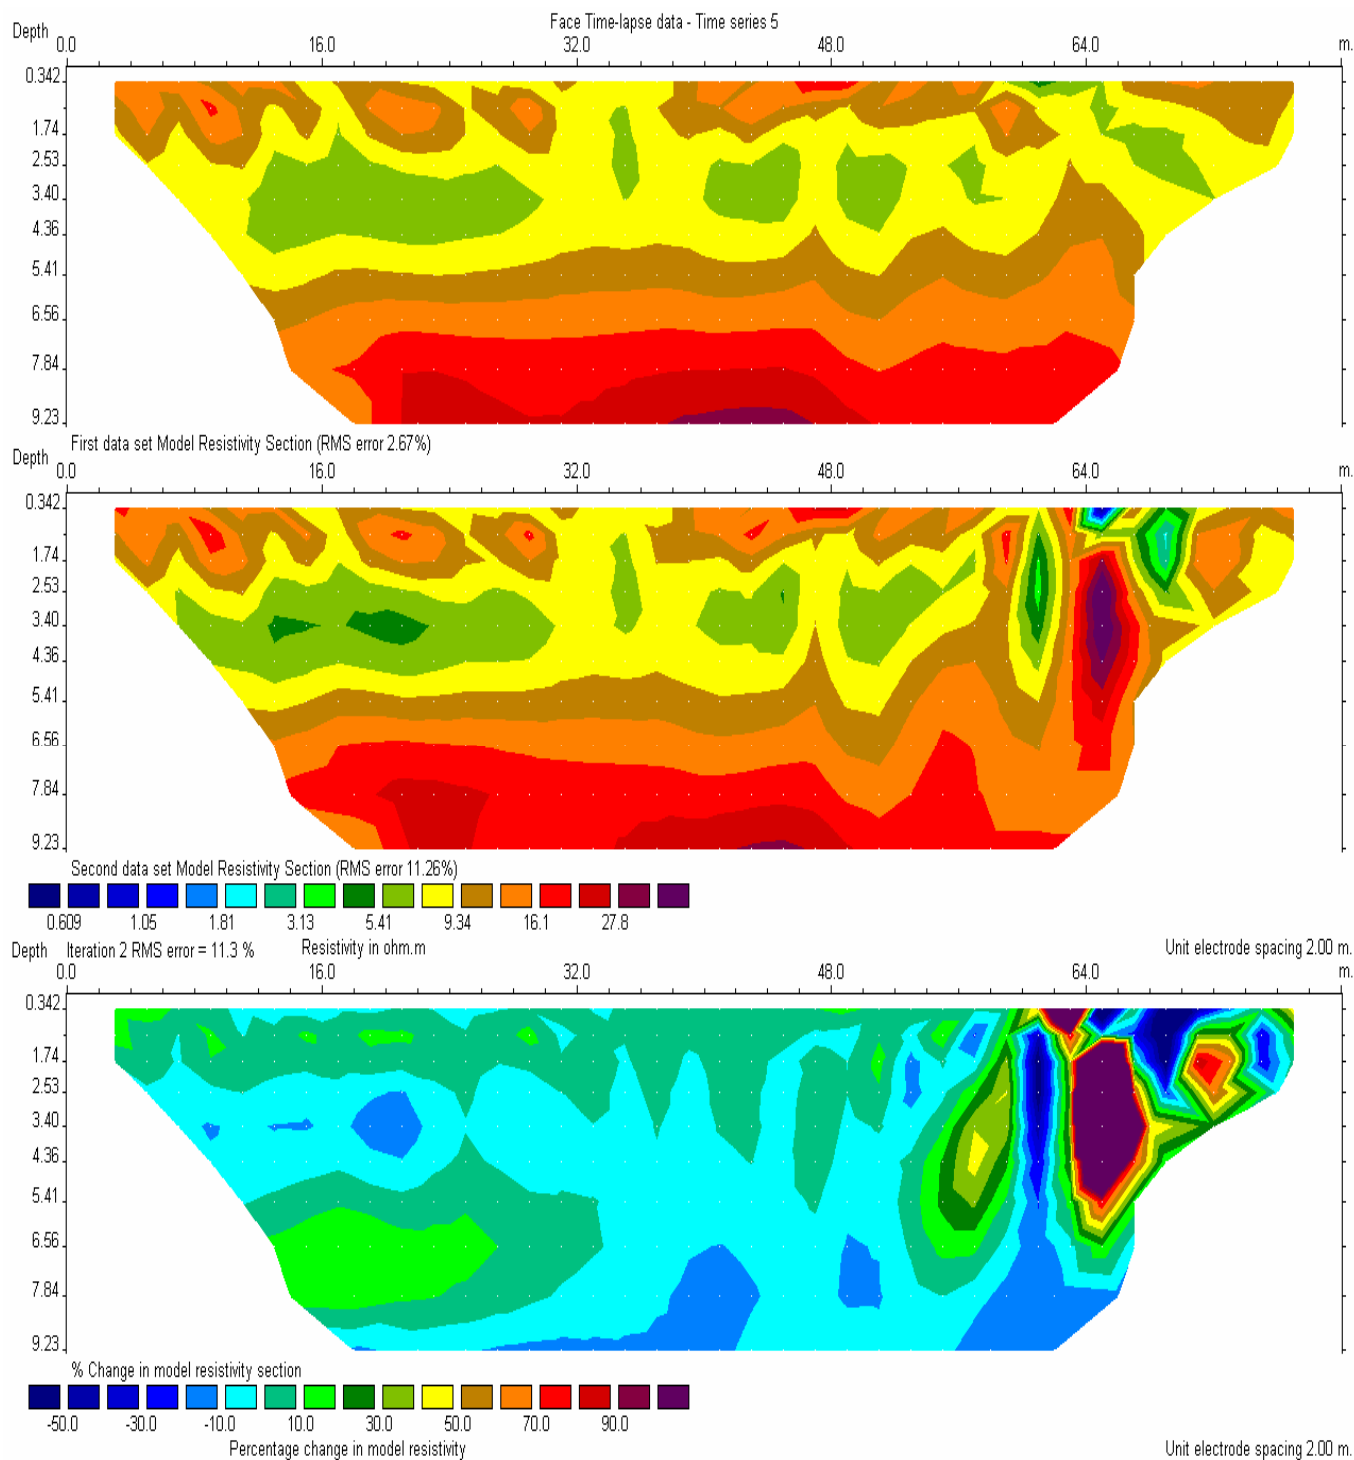 Face Time-lapse data - Time series 5
Depth 0.0 16.0 32.0 48.0 64.0 m.
0.342
1.74
2.53
3.40
4.36
5.41
6.56
7.84
9.23
First data set Model Resistivity Section (RMS error 2.67%)
Depth 0.0 16.0 32.0 48.0 64.0 m.
0.342
1.74
2.53
3.40
4.36
5.41
6.56
7.84
9.23
Second data set Model Resistivity Section (RMS error 11.26%)
0.609 1.05 1.81 3.13 5.41 9.34 16.1 27.8
Depth Iteration 2 RMS error = 11.3 % Resistivity in ohm.m Unit electrode spacing 2.00 m.
0.0 16.0 32.0 48.0 64.0 m.
0.342
1.74
2.53
3.40
4.36
5.41
6.56
7.84
9.23
% Change in model resistivity section
-50.0 -30.0 -10.0 10.0 30.0 50.0 70.0 90.0
Percentage change in model resistivity Unit electrode spacing 2.00 m.